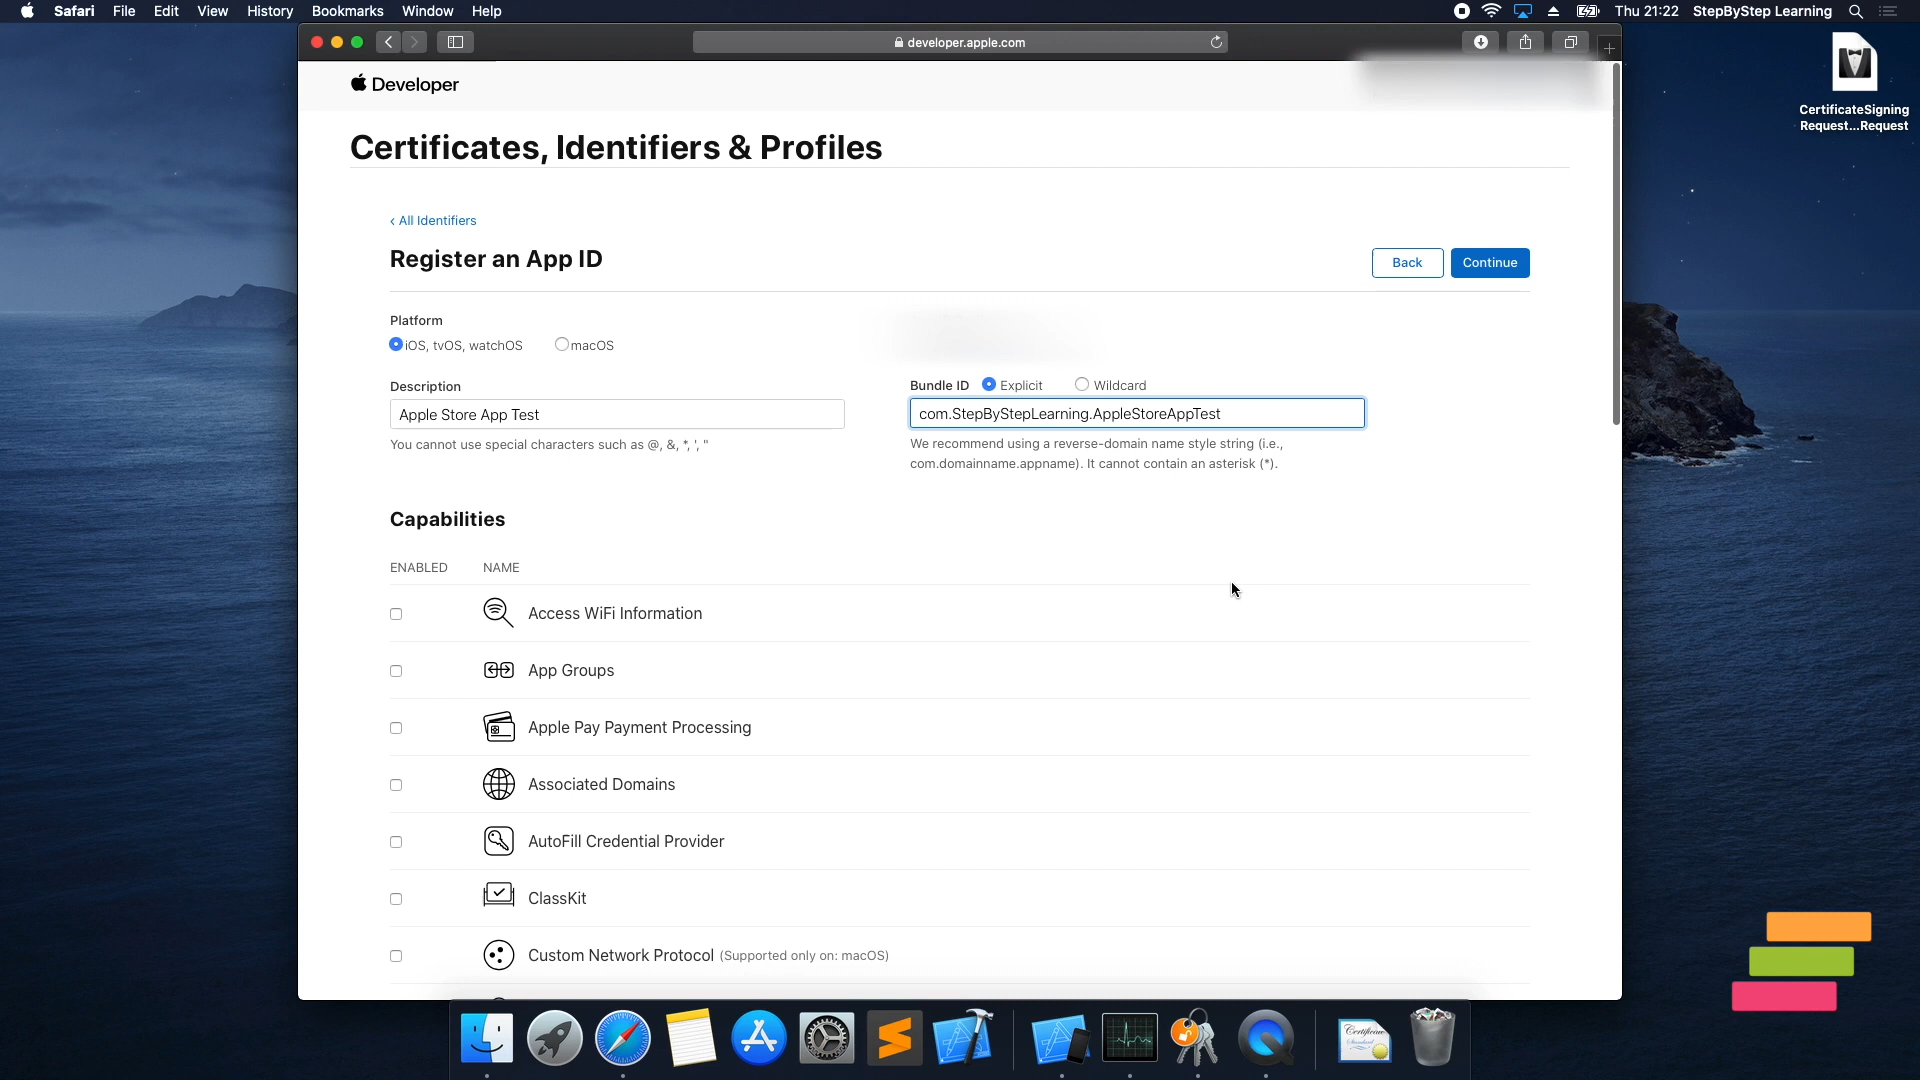 Safari File Edit View History Bookmarks Window Help
Thu 21:22 StepByStep Learning
developer.apple.com
CertificateSigning
Request...Request
Developer
Certificates, Identifiers & Profiles
‹ All Identifiers
Register an App ID
Back
Continue
Platform
iOS, tvOS, watchOS
macOS
Description
Bundle ID Explicit Wildcard
Apple Store App Test
com.StepByStepLearning.AppleStoreAppTest
You cannot use special characters such as @, &, *, ', "
We recommend using a reverse-domain name style string (i.e.,
com.domainname.appname). It cannot contain an asterisk (*).
Capabilities
ENABLED NAME
Access WiFi Information
App Groups
Apple Pay Payment Processing
Associated Domains
AutoFill Credential Provider
ClassKit
Custom Network Protocol (Supported only on: macOS)